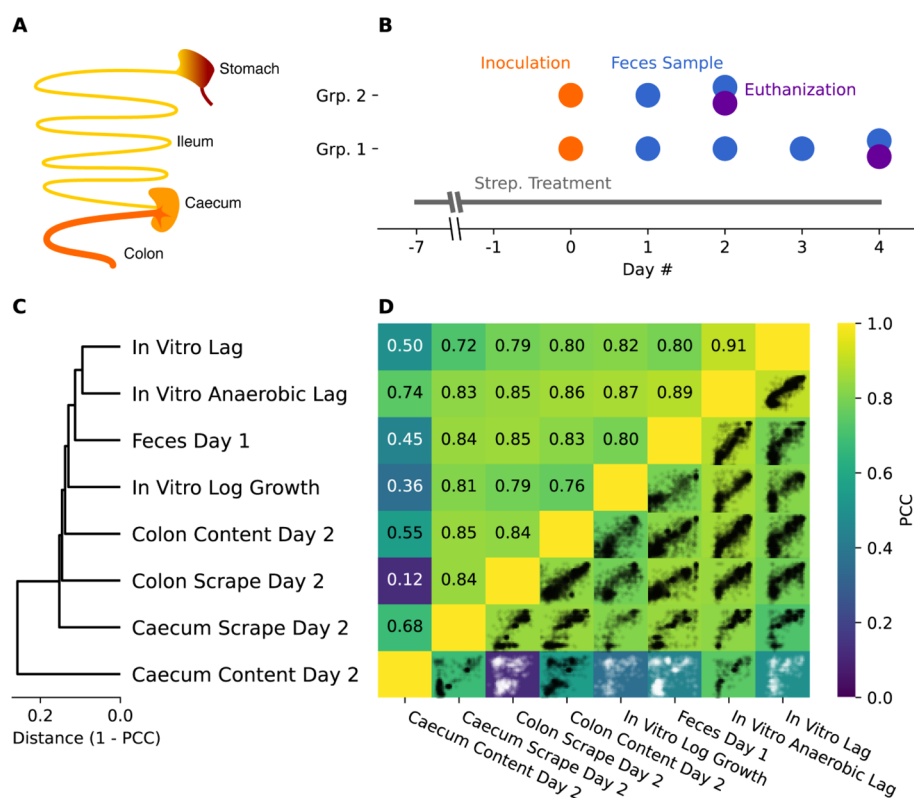 A
Stomach
Ileum
Caecum
Colon
B
Inoculation
Feces Sample
Grp. 2
Euthanization
Grp. 1
Strep. Treatment
-7 -1 0 1 2 3 4
Day #
C
In Vitro Lag
In Vitro Anaerobic Lag
Feces Day 1
In Vitro Log Growth
Colon Content Day 2
Colon Scrape Day 2
Caecum Scrape Day 2
Caecum Content Day 2
0.2 0.0
Distance (1 - PCC)
D
0.50 0.72 0.79 0.80 0.82 0.80 0.91
0.74 0.83 0.85 0.86 0.87 0.89
0.45 0.84 0.85 0.83 0.80
0.36 0.81 0.79 0.76
0.55 0.85 0.84
0.12 0.84
0.68
Caecum Content Day 2
Caecum Scrape Day 2
Colon Scrape Day 2
Colon Content Day 2
In Vitro Log Growth
Feces Day 1
In Vitro Anaerobic Lag
In Vitro Lag
1.0
0.8
0.6
0.4
0.2
0.0
PCC